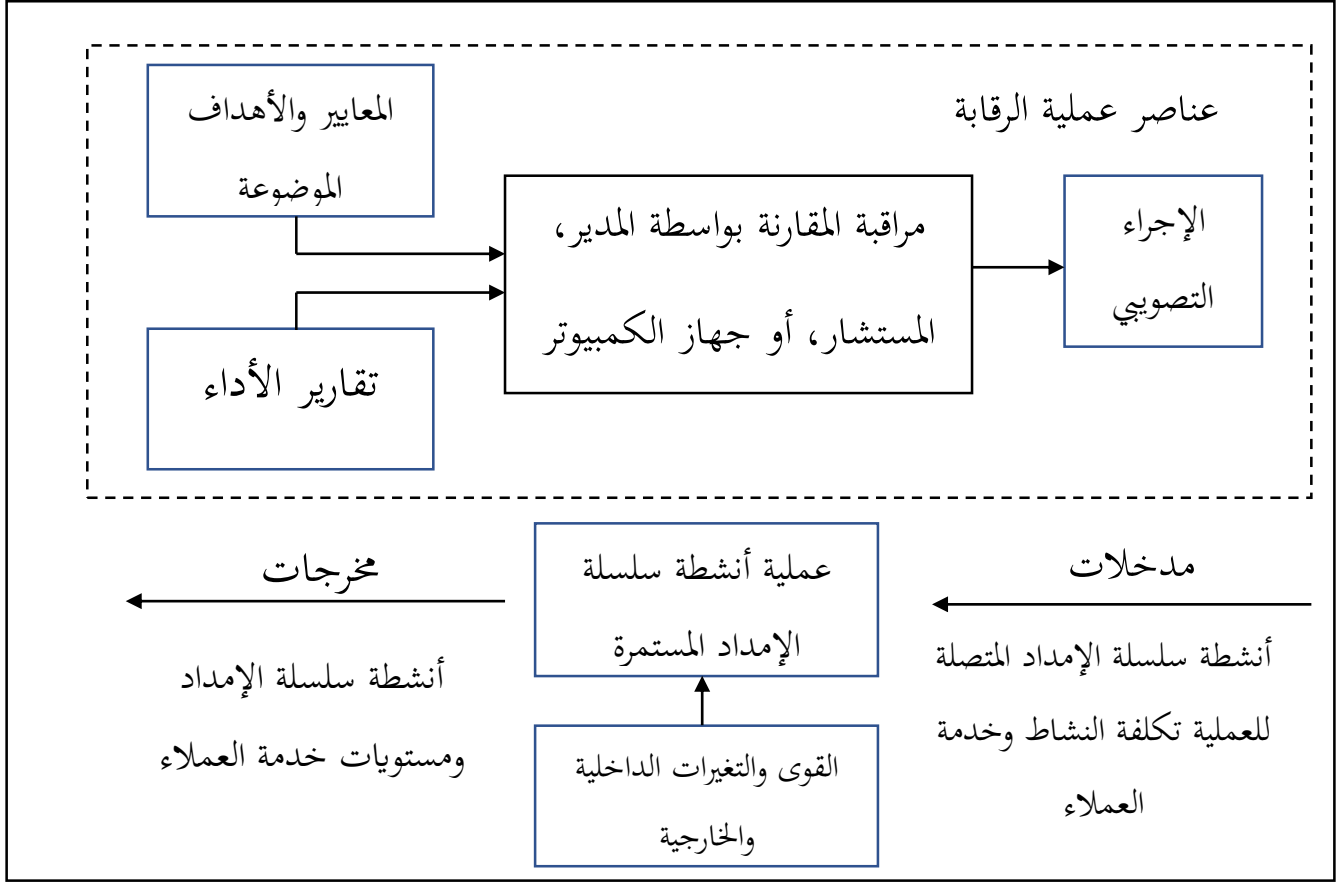 عناصر عملية الرقابة
المعايير والأهداف
الموضوعة
تقارير الأداء
مراقبة المقارنة بواسطة المدير،
المستشار، أو جهاز الكمبيوتر
الإجراء
التصويبي
مدخلات
أنشطة سلسلة الإمداد المتصلة
للعملية تكلفة النشاط وخدمة
العملاء
عملية أنشطة سلسلة
الإمداد المستمرة
القوى والتغيرات الداخلية
والخارجية
مخرجات
أنشطة سلسلة الإمداد
ومستويات خدمة العملاء